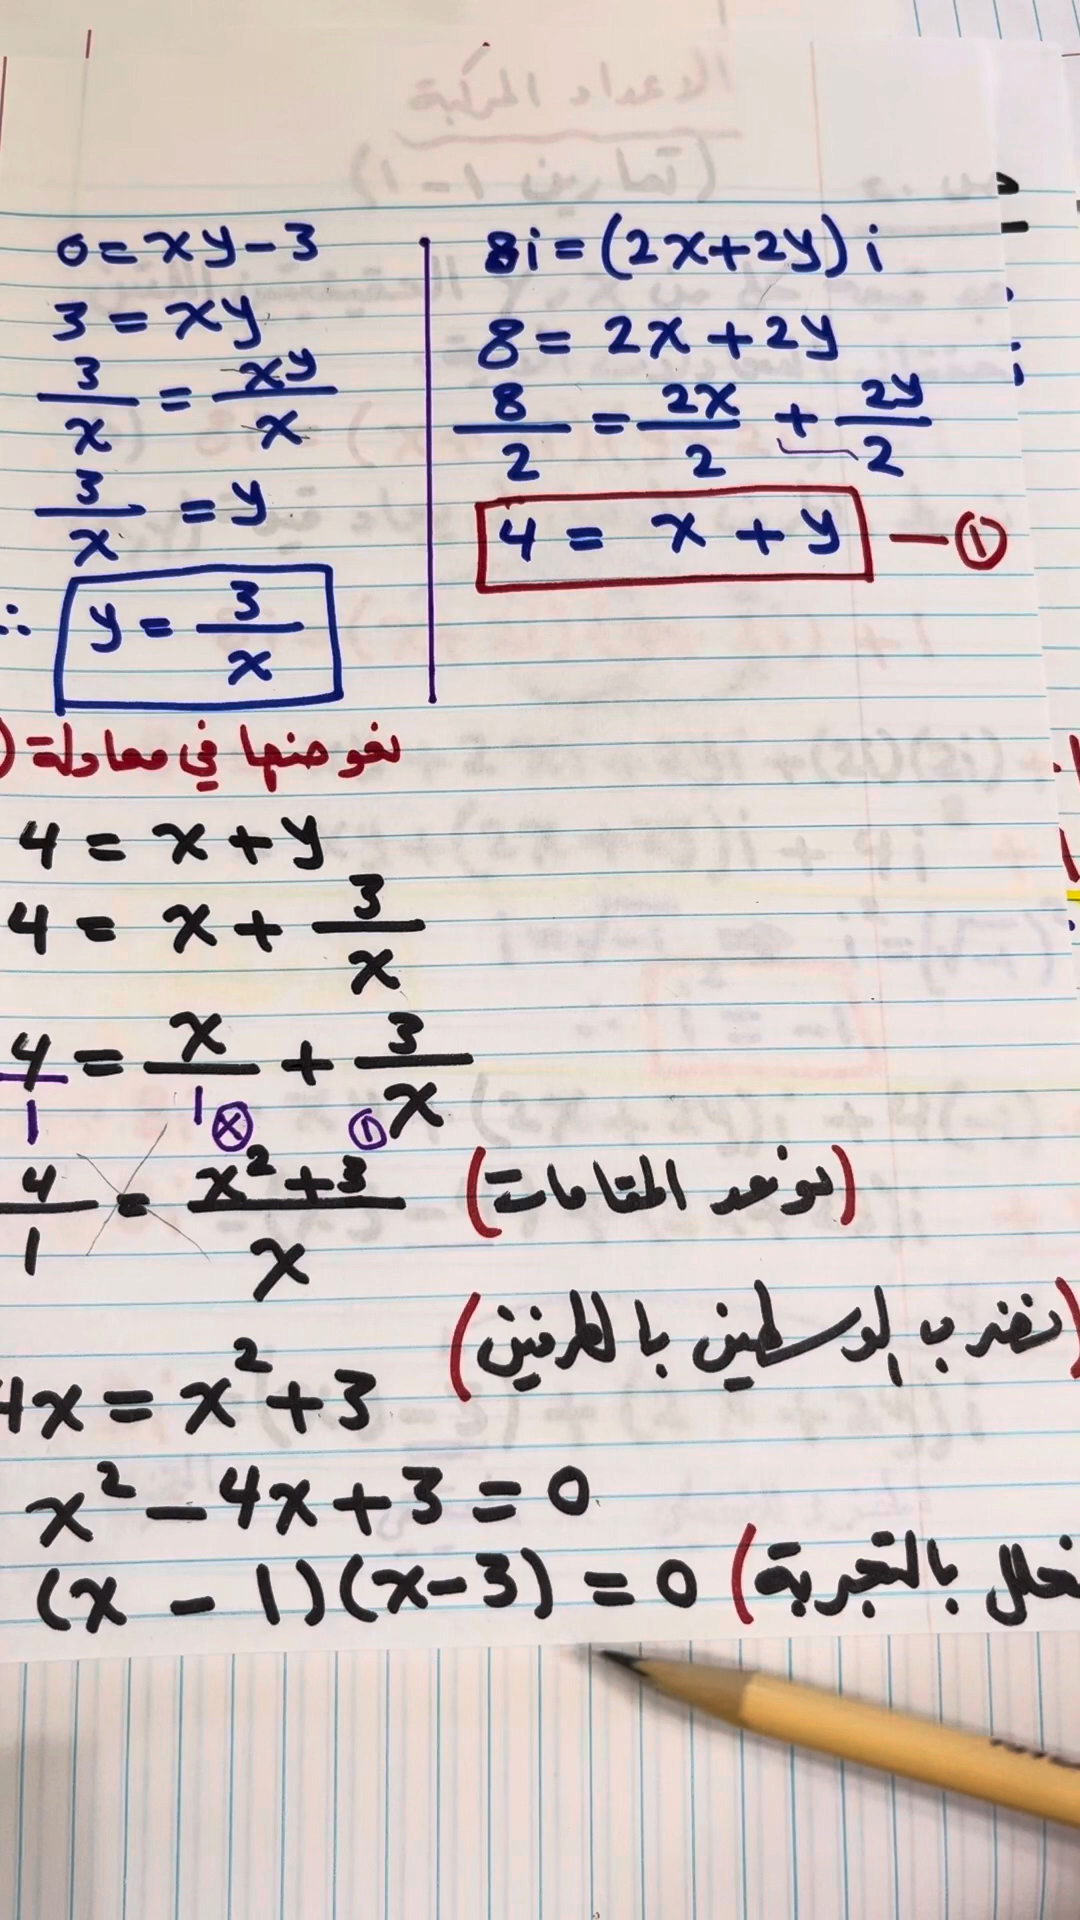 0 = xy - 3
3 = xy
3/x = xy/x
3/x = y
∴ y = 3/x
8i = (2x + 2y) i
8 = 2x + 2y
8/2 = 2x/2 + 2y/2
4 = x + y — ①
نعوضها في معادلة (
4 = x + y
4 = x + 3/x
4/1 = x/1 ⓧ + 3/x ①
4/1 = x² + 3/x (نوحد المقامات)
(نضرب الوسطين بالطرفين)
4x = x² + 3
x² - 4x + 3 = 0
(x - 1)(x - 3) = 0 (نحلل بالتجربة